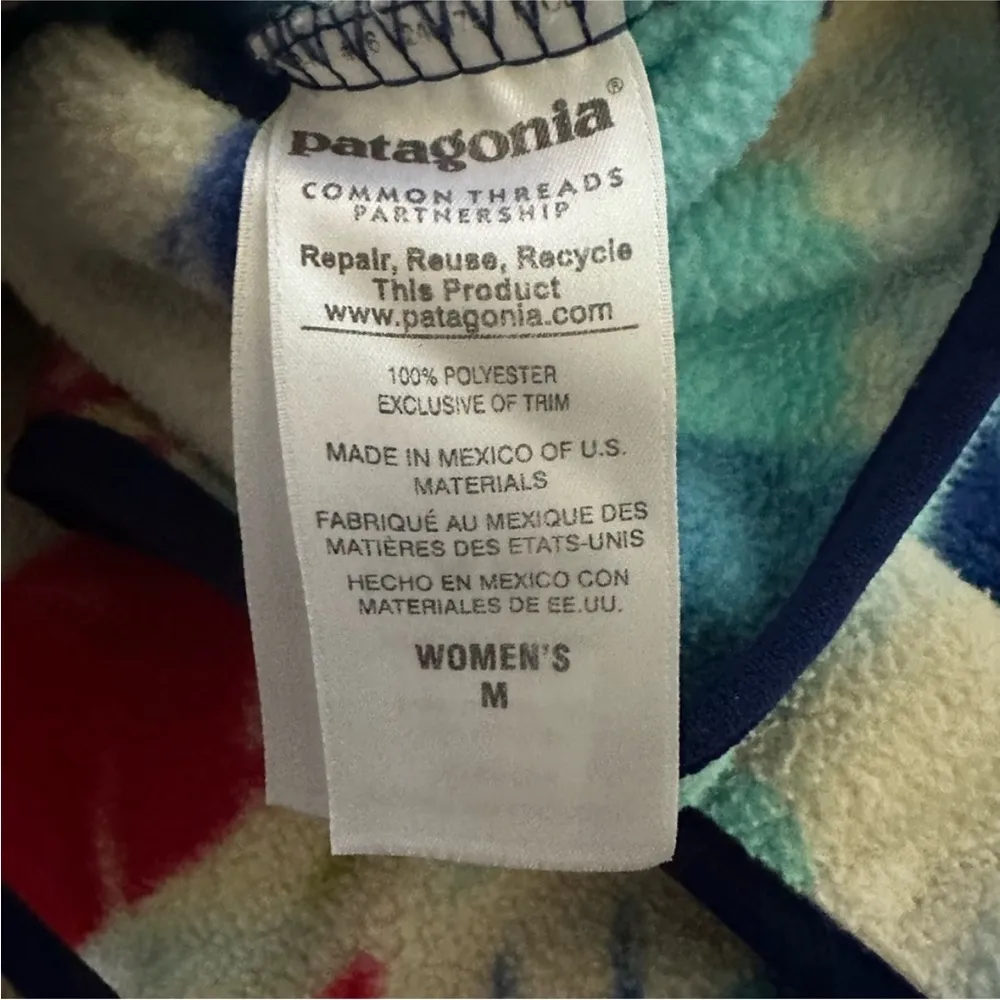 patagonia®
COMMON THREADS
PARTNERSHIP
Repair, Reuse, Recycle
This Product
www.patagonia.com
100% POLYESTER
EXCLUSIVE OF TRIM
MADE IN MEXICO OF U.S.
MATERIALS
FABRIQUÉ AU MEXIQUE DES
MATIÈRES DES ETATS-UNIS
HECHO EN MEXICO CON
MATERIALES DE EE.UU.
WOMEN'S
M